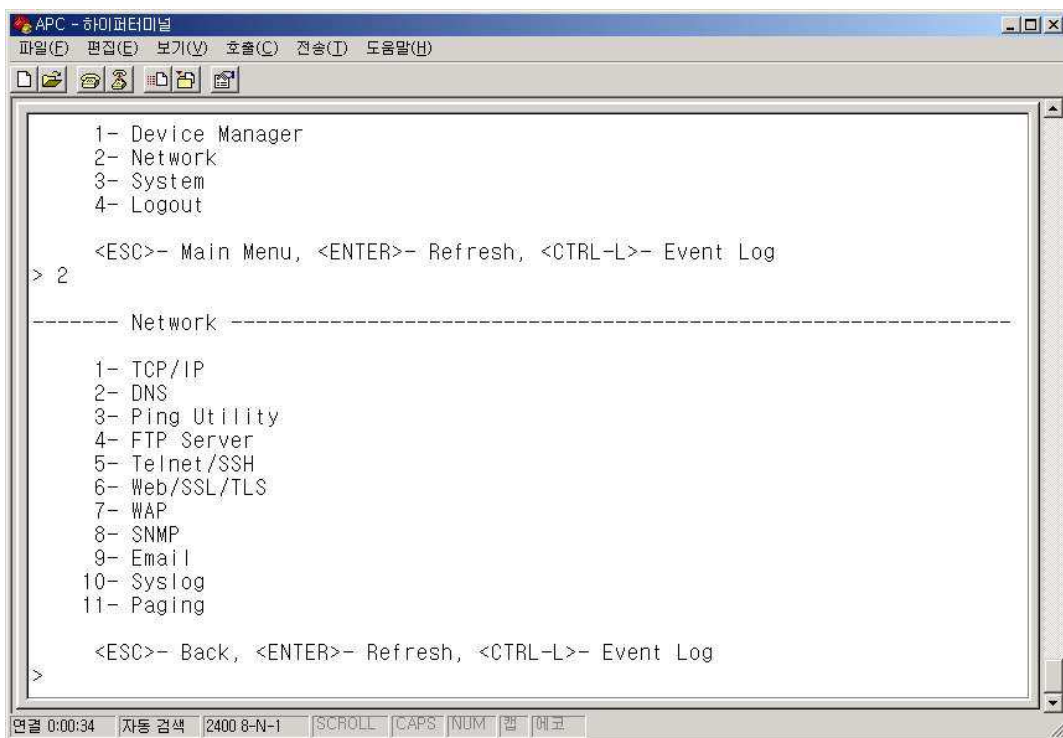 APC - 하이퍼터미널
파일(F) 편집(E) 보기(V) 호출(C) 전송(T) 도움말(H)
1- Device Manager
2- Network
3- System
4- Logout
<ESC>- Main Menu, <ENTER>- Refresh, <CTRL-L>- Event Log
> 2
------- Network ------------------------------------------------------------
1- TCP/IP
2- DNS
3- Ping Utility
4- FTP Server
5- Telnet/SSH
6- Web/SSL/TLS
7- WAP
8- SNMP
9- Email
10- Syslog
11- Paging
<ESC>- Back, <ENTER>- Refresh, <CTRL-L>- Event Log
>
연결 0:00:34 자동 검색 2400 8-N-1 SCROLL CAPS NUM 캡 에코